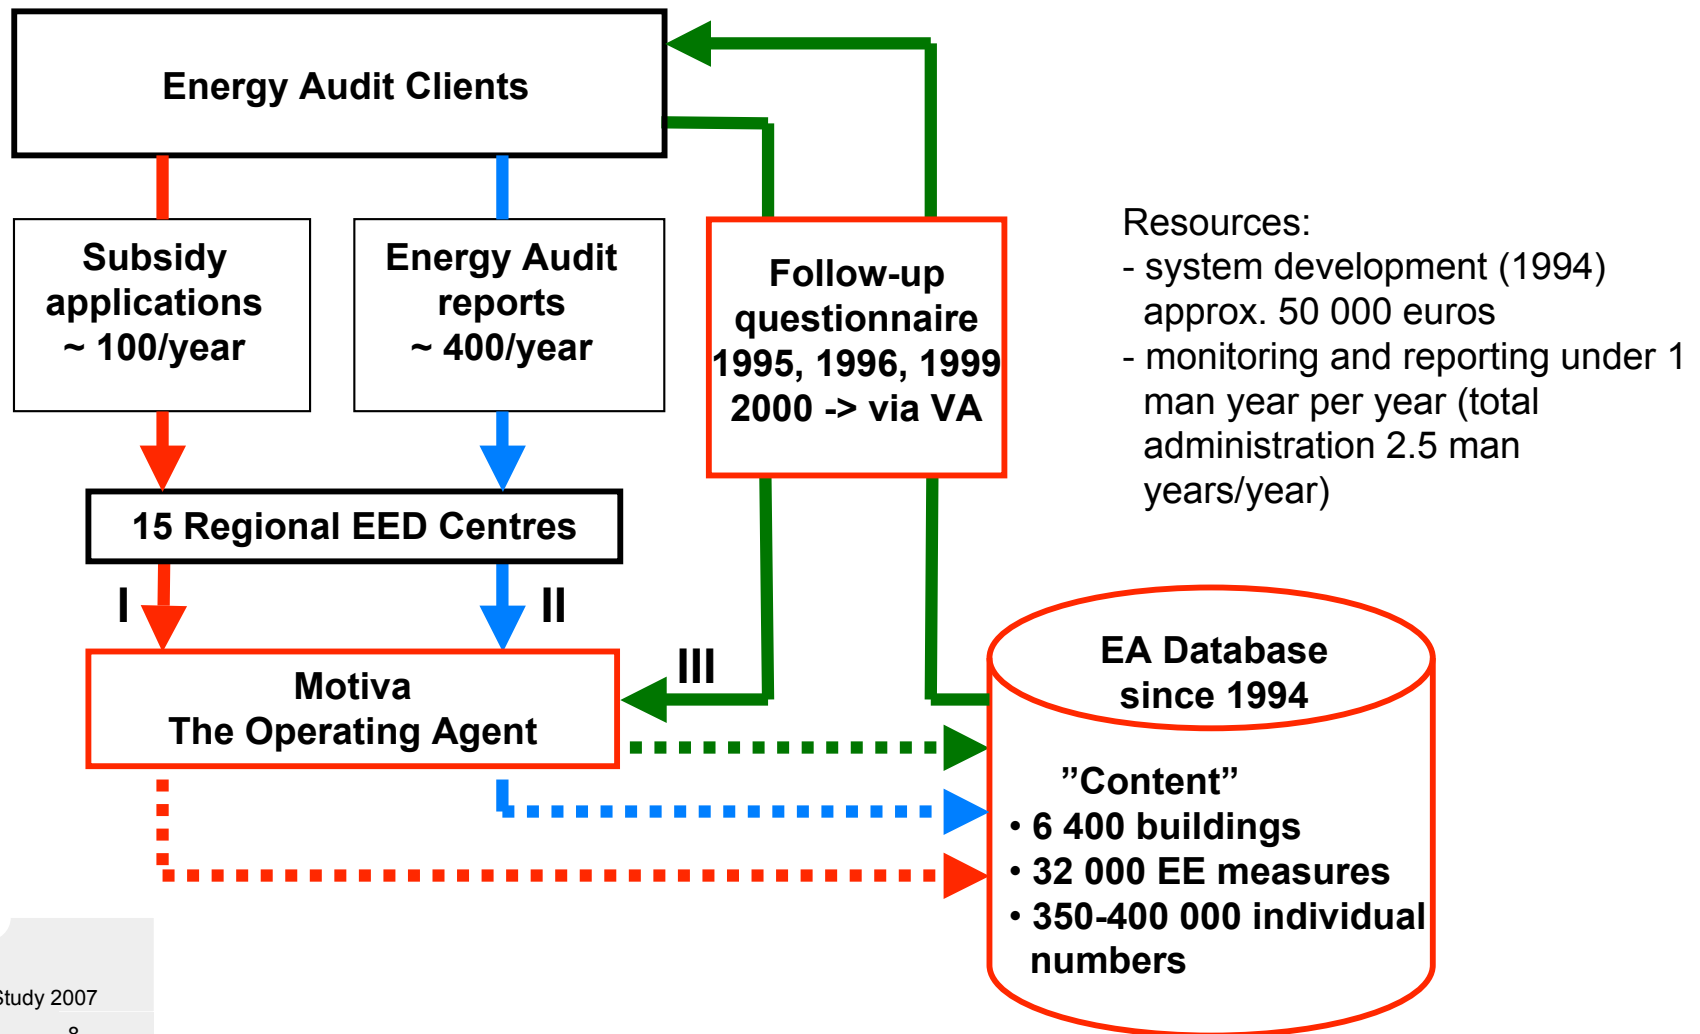 Energy Audit Clients
Subsidy
applications
~ 100/year
Energy Audit
reports
~ 400/year
Follow-up
questionnaire
1995, 1996, 1999
2000 -> via VA
Resources:
- system development (1994)
approx. 50 000 euros
- monitoring and reporting under 1
man year per year (total
administration 2.5 man
years/year)
15 Regional EED Centres
I
II
III
Motiva
The Operating Agent
EA Database
since 1994
”Content”
• 6 400 buildings
• 32 000 EE measures
• 350-400 000 individual
numbers
Study 2007
8